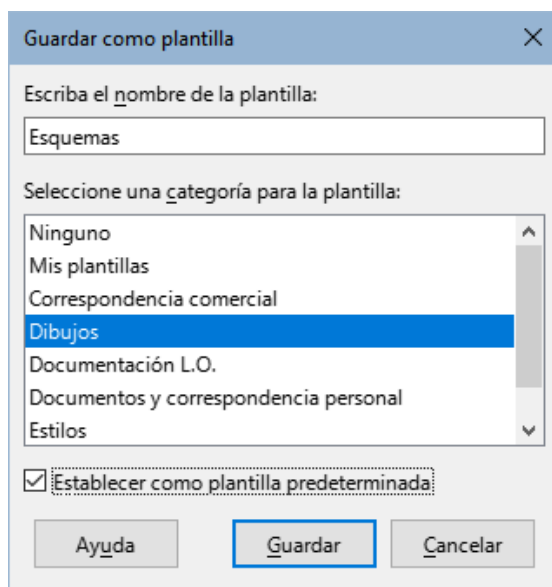 Guardar como plantilla
Escriba el nombre de la plantilla:
Esquemas
Seleccione una categoría para la plantilla:
Ninguno
Mis plantillas
Correspondencia comercial
Dibujos
Documentación L.O.
Documentos y correspondencia personal
Estilos
Establecer como plantilla predeterminada
Ayuda Guardar Cancelar